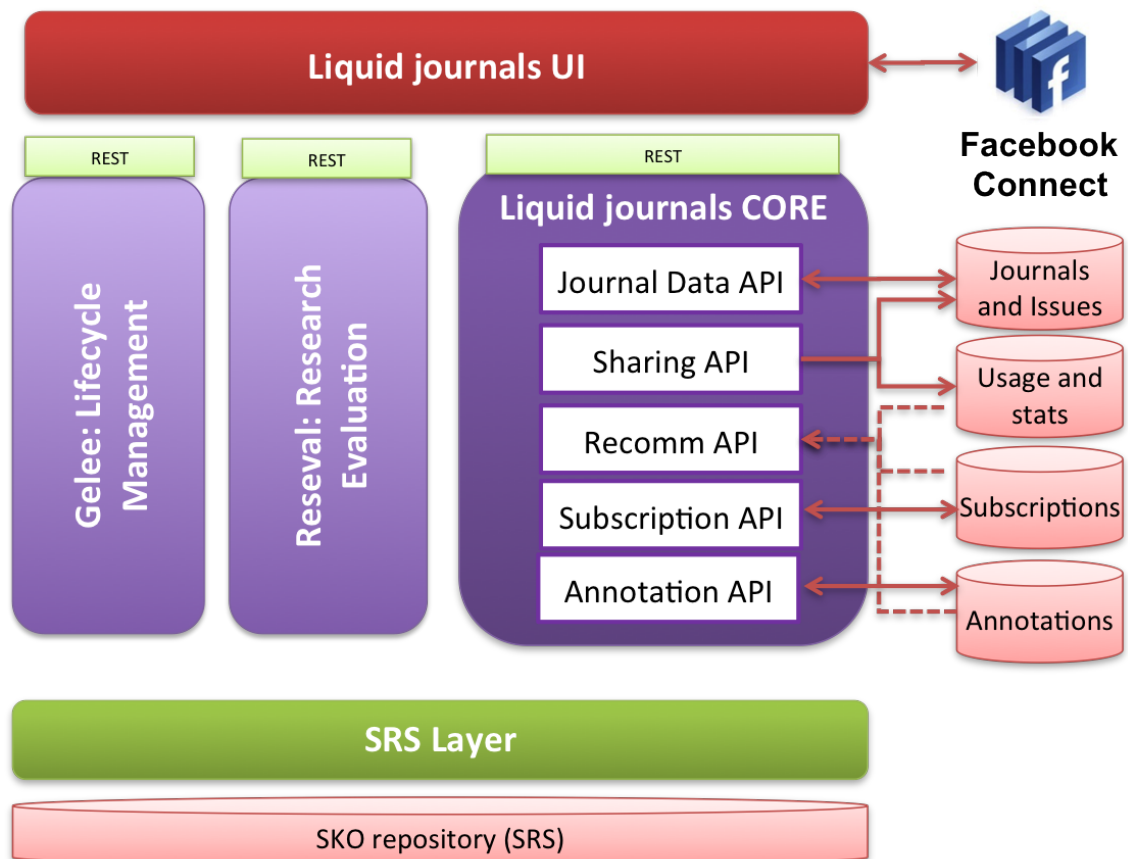 Liquid journals UI
f
Facebook
Connect
REST
REST
REST
Gelee: Lifecycle
Management
Reseval: Research
Evaluation
Liquid journals CORE
Journal Data API
Sharing API
Recomm API
Subscription API
Annotation API
Journals
and Issues
Usage and
stats
Subscriptions
Annotations
SRS Layer
SKO repository (SRS)